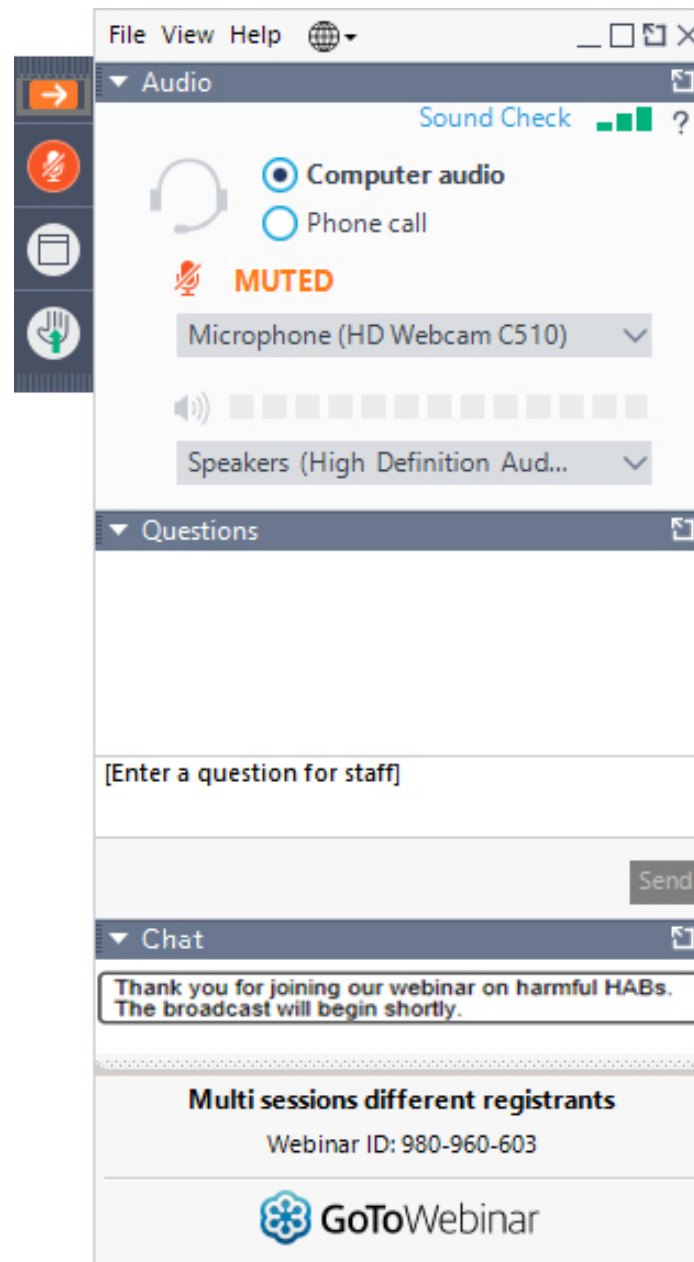 File View Help
Audio
Sound Check ?
Computer audio
Phone call
MUTED
Microphone (HD Webcam C510)
Speakers (High Definition Aud...
Questions
[Enter a question for staff]
Send
Chat
Thank you for joining our webinar on harmful HABs.
The broadcast will begin shortly.
Multi sessions different registrants
Webinar ID: 980-960-603
GoToWebinar